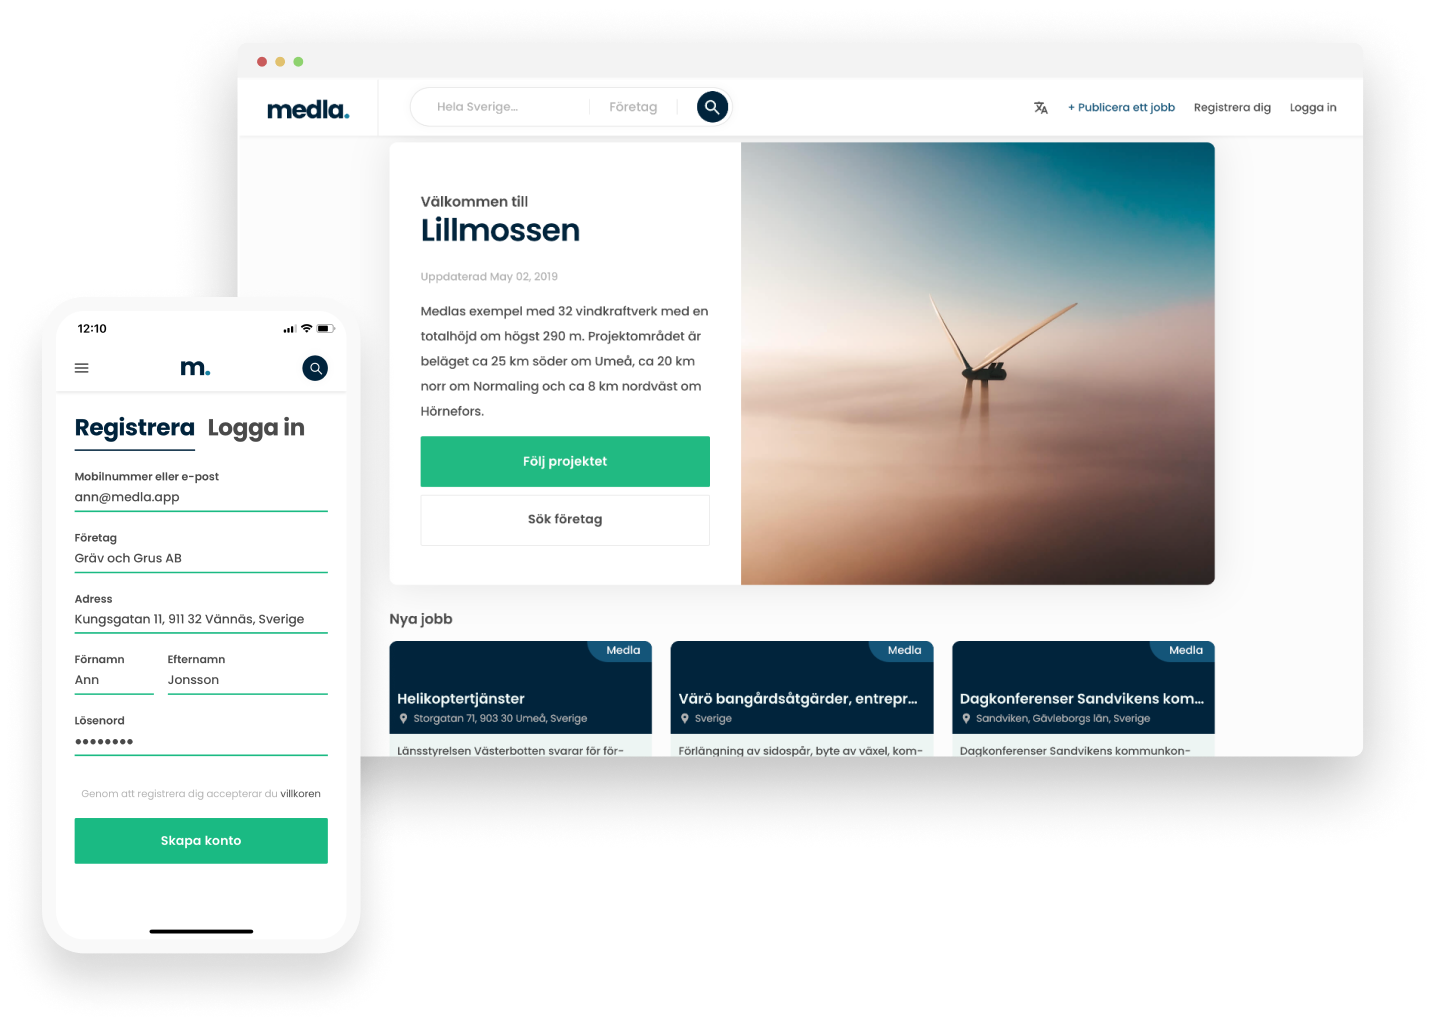 medla.
Hela Sverige...
Företag
+ Publicera ett jobb
Registrera dig
Logga in
Välkommen till
Lillmossen
Uppdaterad May 02, 2019
Medlas exempel med 32 vindkraftverk med en
totalhöjd om högst 290 m. Projektområdet är
beläget ca 25 km söder om Umeå, ca 20 km
norr om Normaling och ca 8 km nordväst om
Hörnefors.
Följ projektet
Sök företag
Nya jobb
Medla
Helikoptertjänster
Storgatan 71, 903 30 Umeå, Sverige
Länsstyrelsen Västerbotten svarar för för-
Medla
Värö bangårdsåtgärder, entrepr...
Sverige
Förlängning av sidospår, byte av växel, kom-
Medla
Dagkonferenser Sandvikens kom...
Sandviken, Gävleborgs län, Sverige
Dagkonferenser Sandvikens kommunkon-
12:10
m.
Registrera
Logga in
Mobilnummer eller e-post
ann@medla.app
Företag
Gräv och Grus AB
Adress
Kungsgatan 11, 911 32 Vännäs, Sverige
Förnamn
Efternamn
Ann
Jonsson
Lösenord
••••••••
Genom att registrera dig accepterar du villkoren
Skapa konto